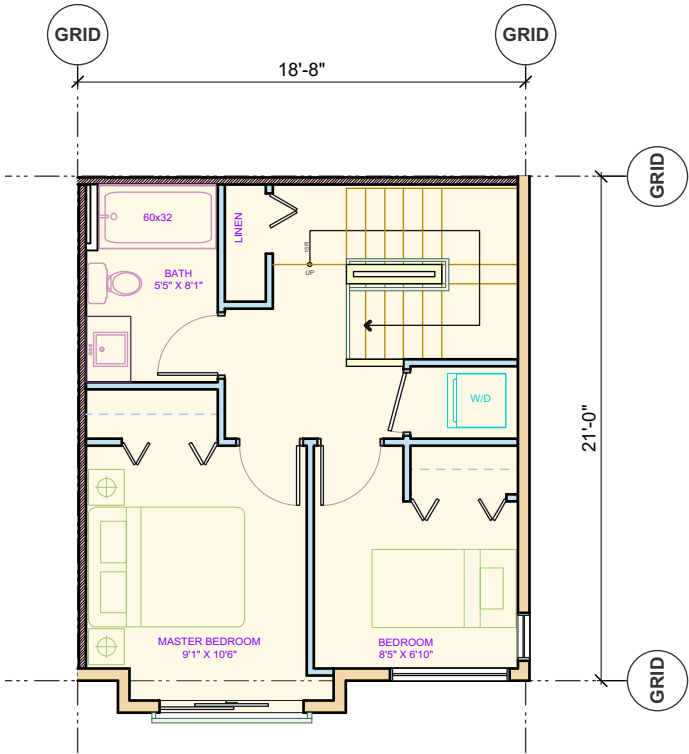 GRID
GRID
18'-8"
GRID
60x32
LINEN
15R
UP
BATH
5'5" X 8'1"
W/D
21'-0"
MASTER BEDROOM
9'1" X 10'6"
BEDROOM
8'5" X 6'10"
GRID